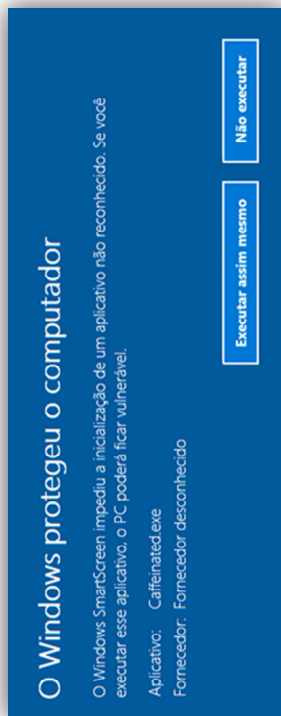 O Windows protegeu o computador
O Windows SmartScreen impediu a inicialização de um aplicativo não reconhecido. Se você
executar esse aplicativo, o PC poderá ficar vulnerável.
Aplicativo: Caffeinated.exe
Fornecedor: Fornecedor desconhecido
Executar assim mesmo
Não executar